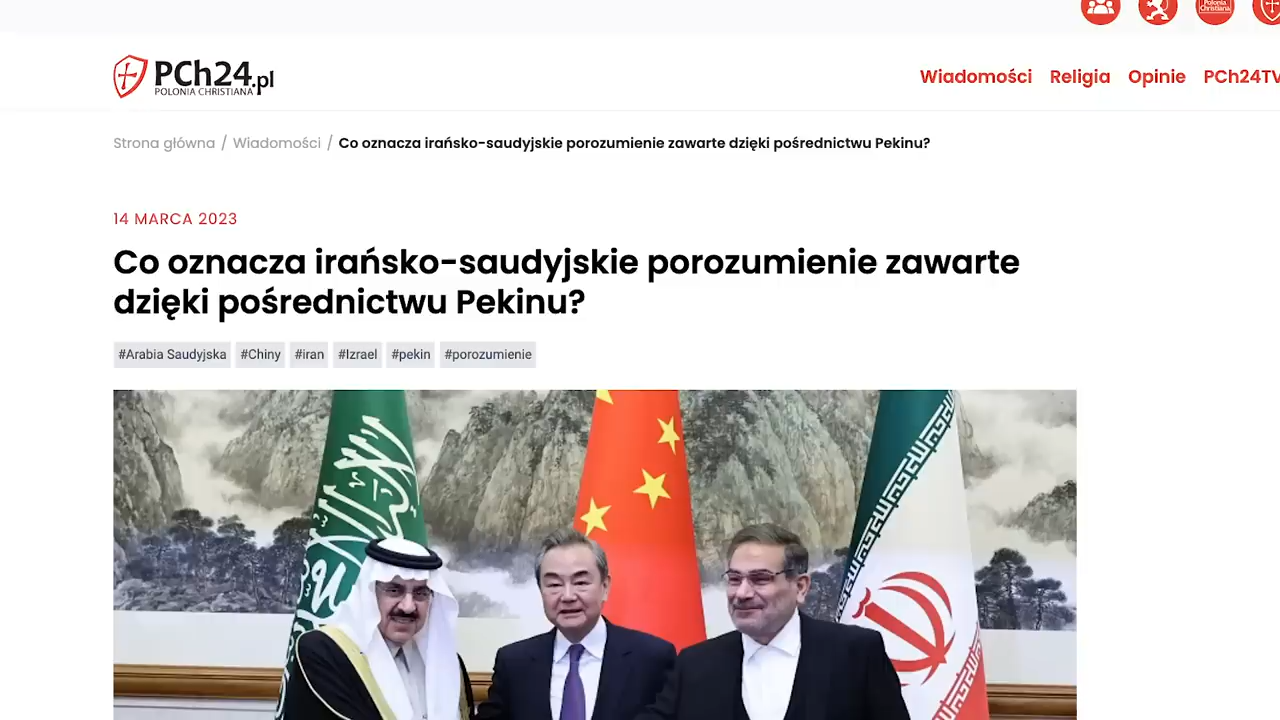 Polonia
Christiana
PCh24.pl
POLONIA CHRISTIANA
Wiadomości Religia Opinie PCh24TV
Strona główna / Wiadomości / Co oznacza irańsko-saudyjskie porozumienie zawarte dzięki pośrednictwu Pekinu?
14 MARCA 2023
Co oznacza irańsko-saudyjskie porozumienie zawarte
dzięki pośrednictwu Pekinu?
#Arabia Saudyjska #Chiny #iran #Izrael #pekin #porozumienie